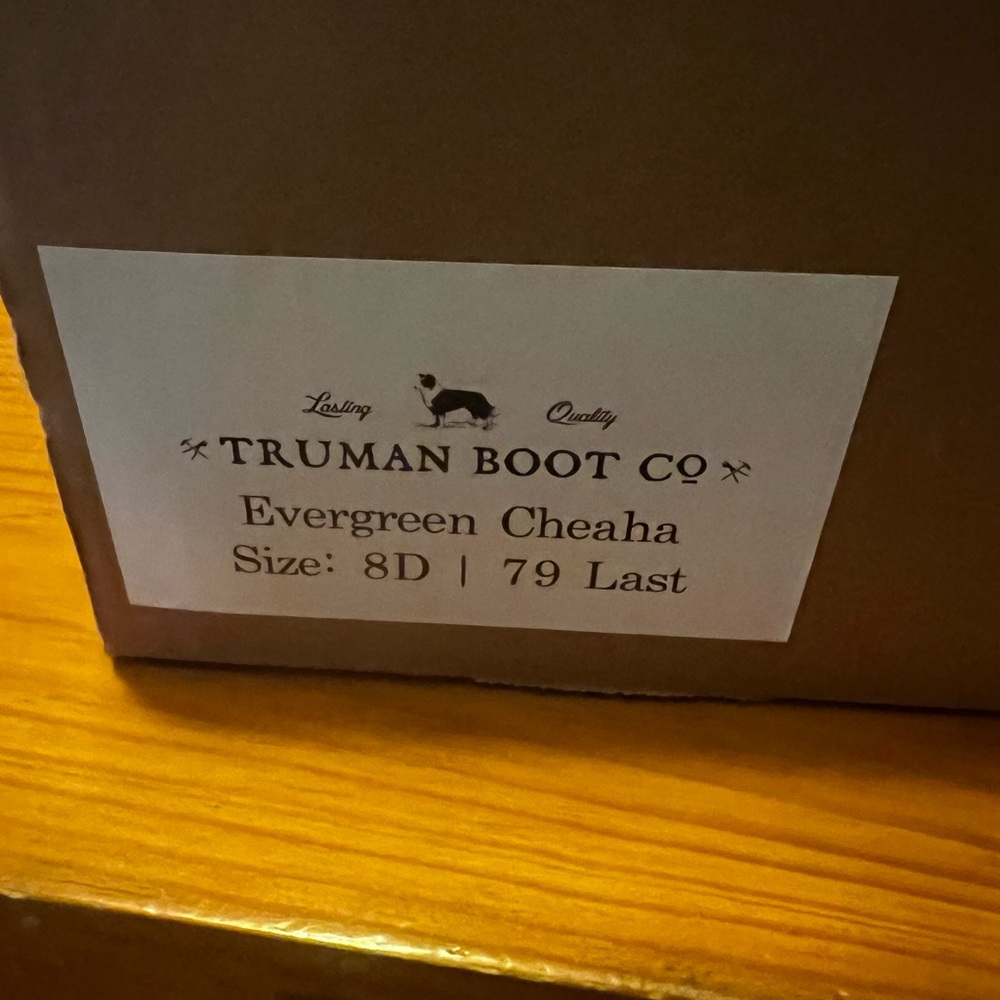 Lasting Quality
TRUMAN BOOT CO
Evergreen Cheaha
Size: 8D | 79 Last